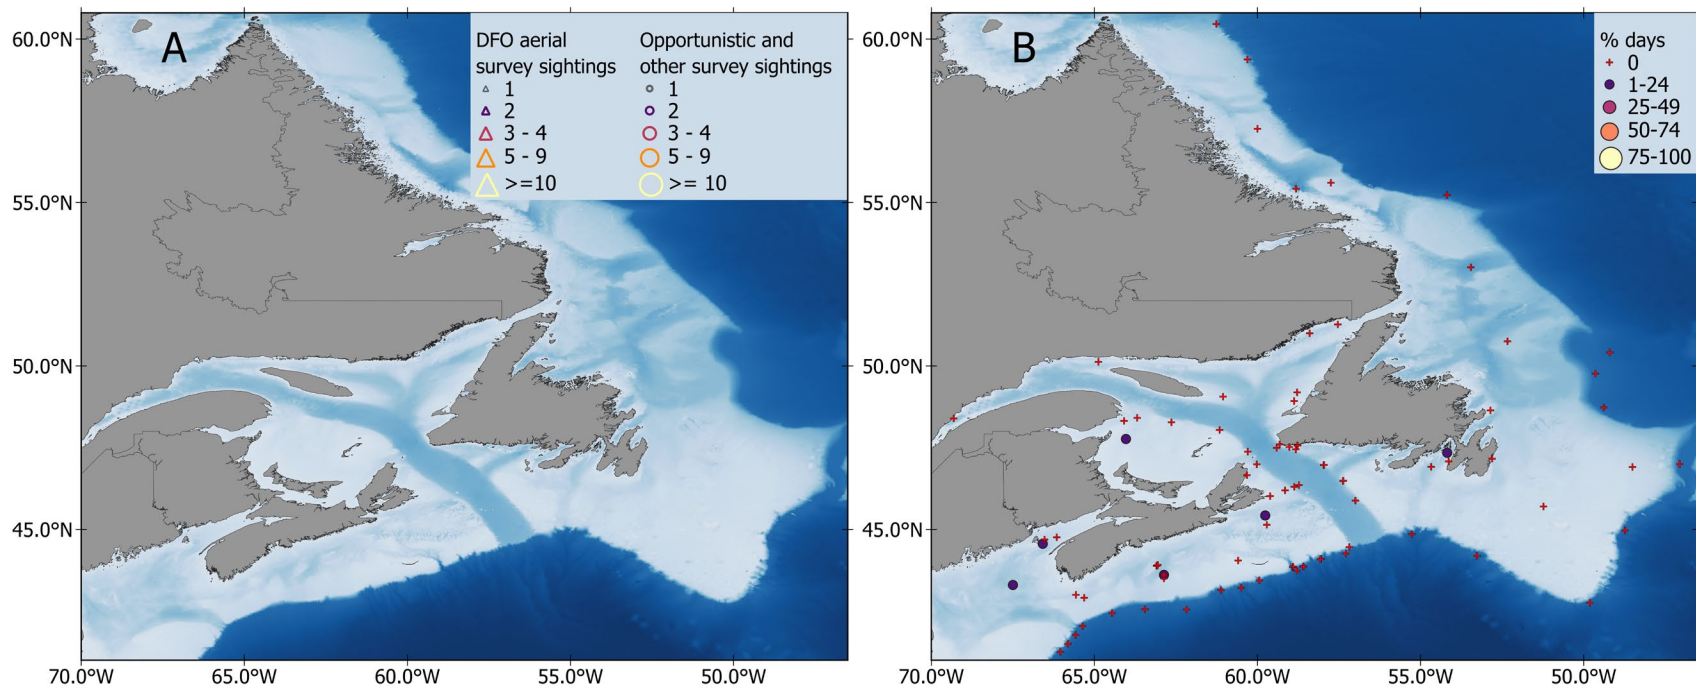 A
DFO aerial
survey sightings
1
2
3 - 4
5 - 9
>=10
Opportunistic and
other survey sightings
1
2
3 - 4
5 - 9
>= 10
60.0°N
55.0°N
50.0°N
45.0°N
70.0°W
65.0°W
60.0°W
55.0°W
50.0°W
B
% days
0
1-24
25-49
50-74
75-100
60.0°N
55.0°N
50.0°N
45.0°N
70.0°W
65.0°W
60.0°W
55.0°W
50.0°W